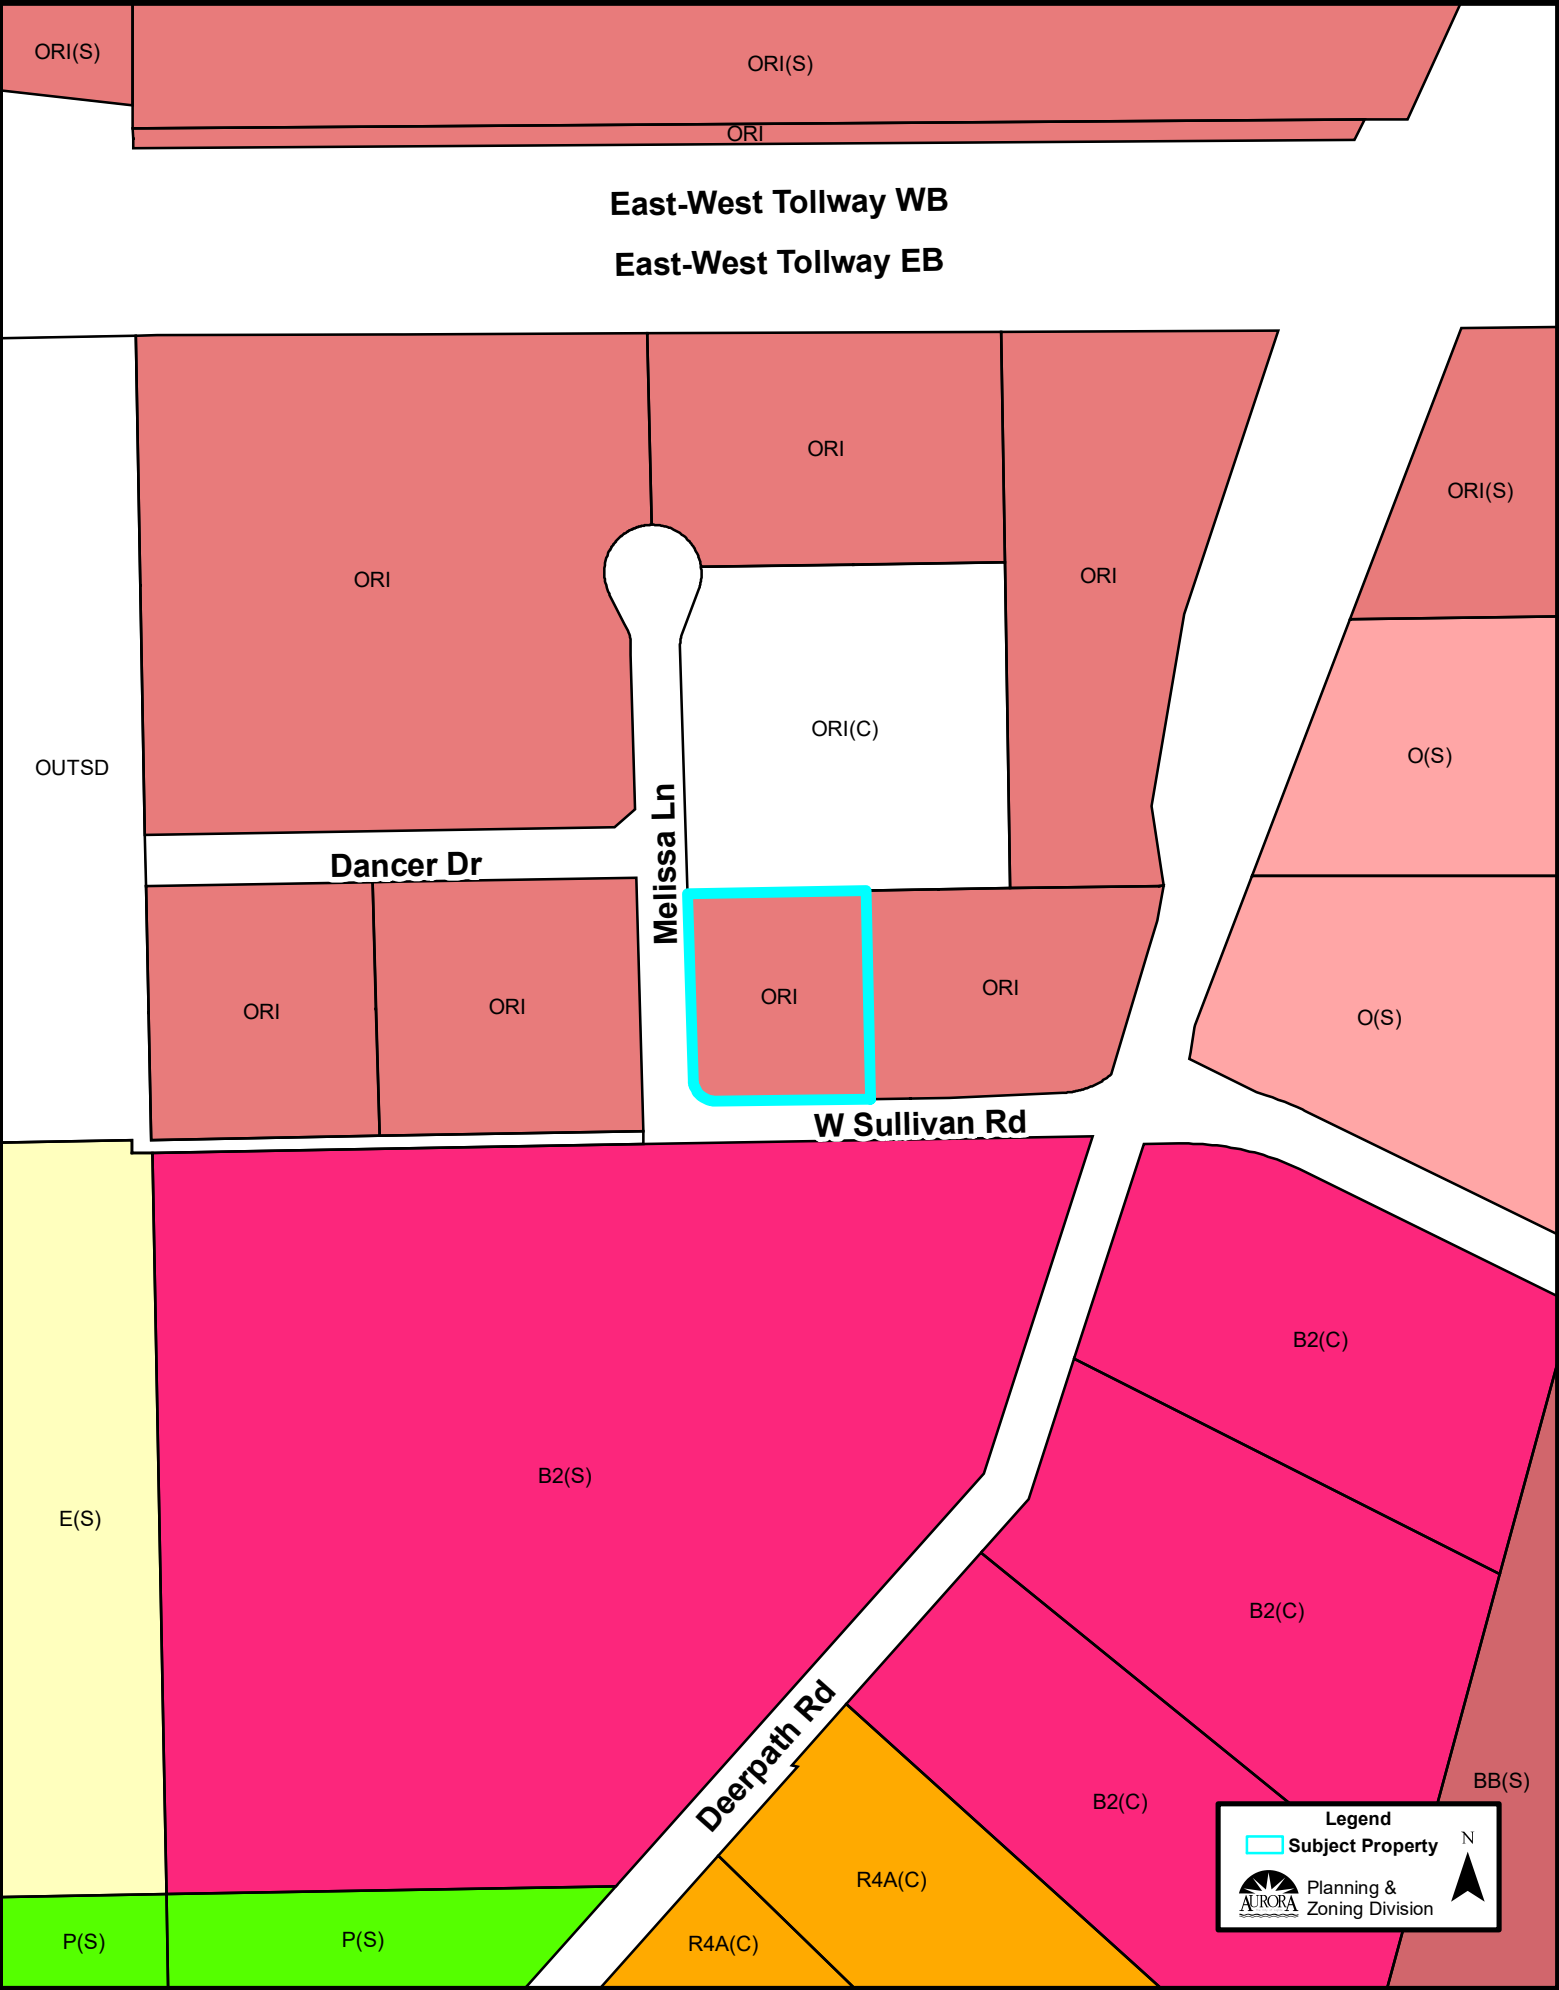 ORI(S)
ORI(S)
ORI
East-West Tollway WB
East-West Tollway EB
ORI
ORI(S)
ORI
ORI
ORI(C)
O(S)
OUTSD
Melissa Ln
Dancer Dr
ORI
ORI
ORI
ORI
O(S)
W Sullivan Rd
B2(C)
B2(S)
E(S)
B2(C)
Deerpath Rd
BB(S)
B2(C)
Legend
Subject Property
N
AURORA
Planning &
Zoning Division
R4A(C)
R4A(C)
P(S)
P(S)